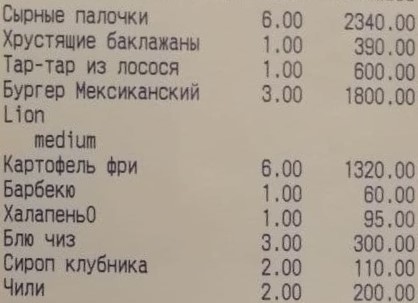 Сырные палочки 6.00 2340.00
Хрустящие баклажаны 1.00 390.00
Тар-тар из лосося 1.00 600.00
Бургер Мексиканский 3.00 1800.00
Lion
medium
Картофель фри 6.00 1320.00
Барбекю 1.00 60.00
Халапень0 1.00 95.00
Блю чиз 3.00 300.00
Сироп клубника 2.00 110.00
Чили 2.00 200.00